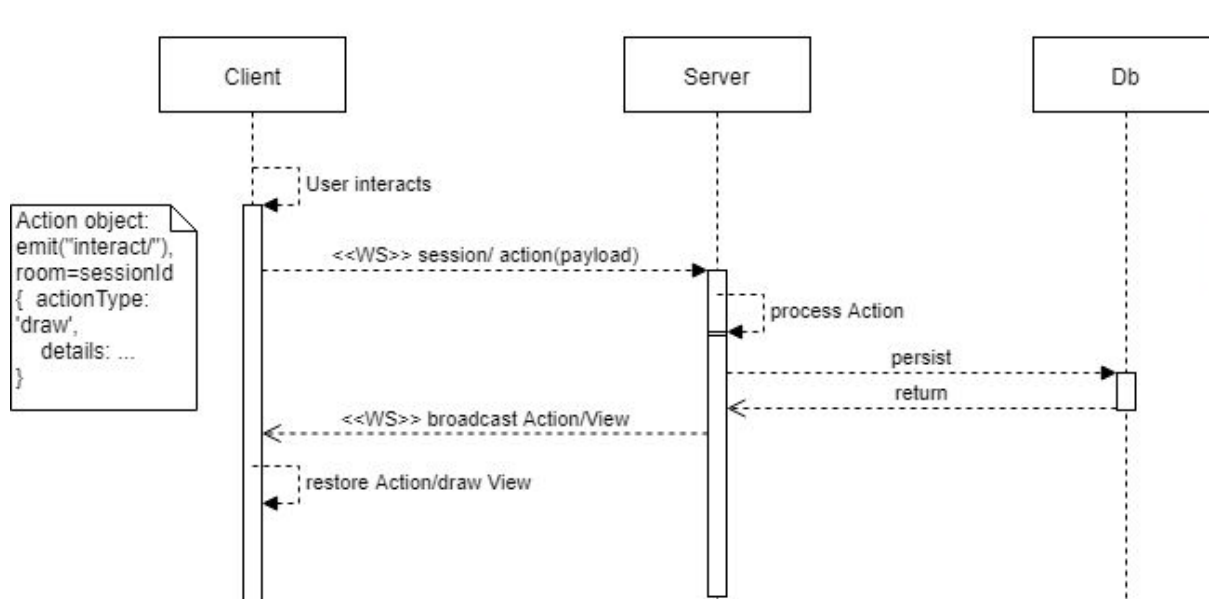 Client
Server
Db
User interacts
Action object:
emit("interact/"),
room=sessionId
{  actionType:
'draw',
    details: ...
}
<<WS>> session/ action(payload)
process Action
persist
return
<<WS>> broadcast Action/View
restore Action/draw View